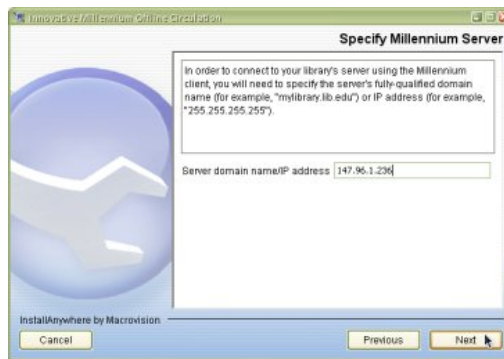 Innovative Millennium Offline Circulation
Specify Millennium Server
In order to connect to your library's server using the Millennium
client, you will need to specify the server's fully-qualified domain
name (for example, "mylibrary.lib.edu") or IP address (for example,
"255.255.255.255").
Server domain name/IP address 147.96.1.236
InstallAnywhere by Macrovision
Cancel Previous Next